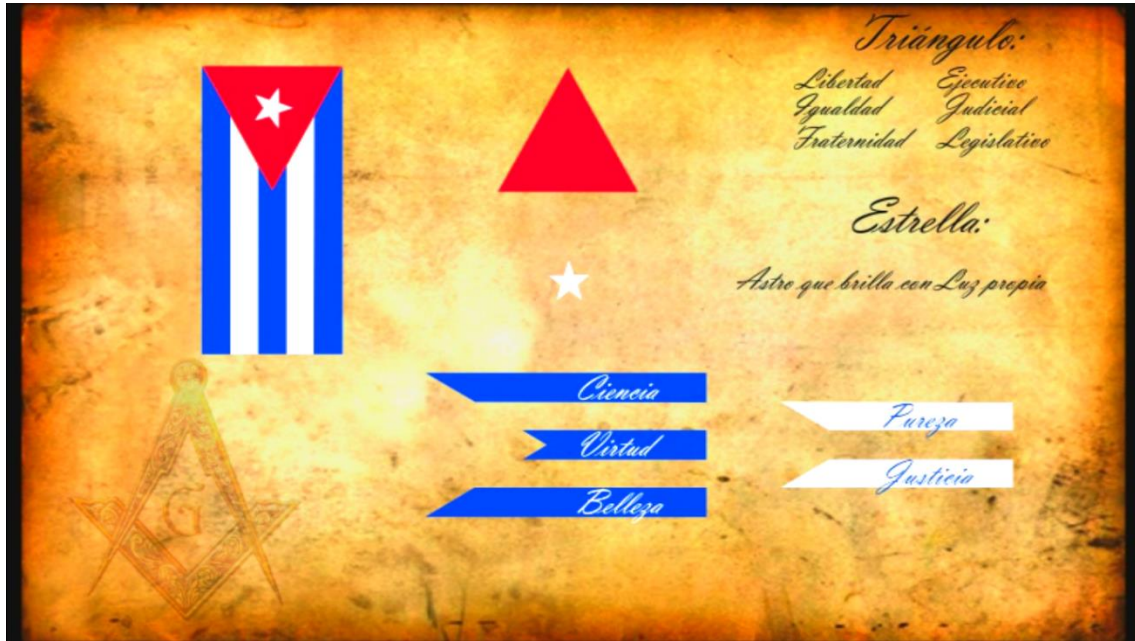 Triángulo:
Libertad Ejecutivo
Igualdad Judicial
Fraternidad Legislativo
Estrella:
Astro que brilla con Luz propia
Ciencia
Virtud
Belleza
Pureza
Justicia
G